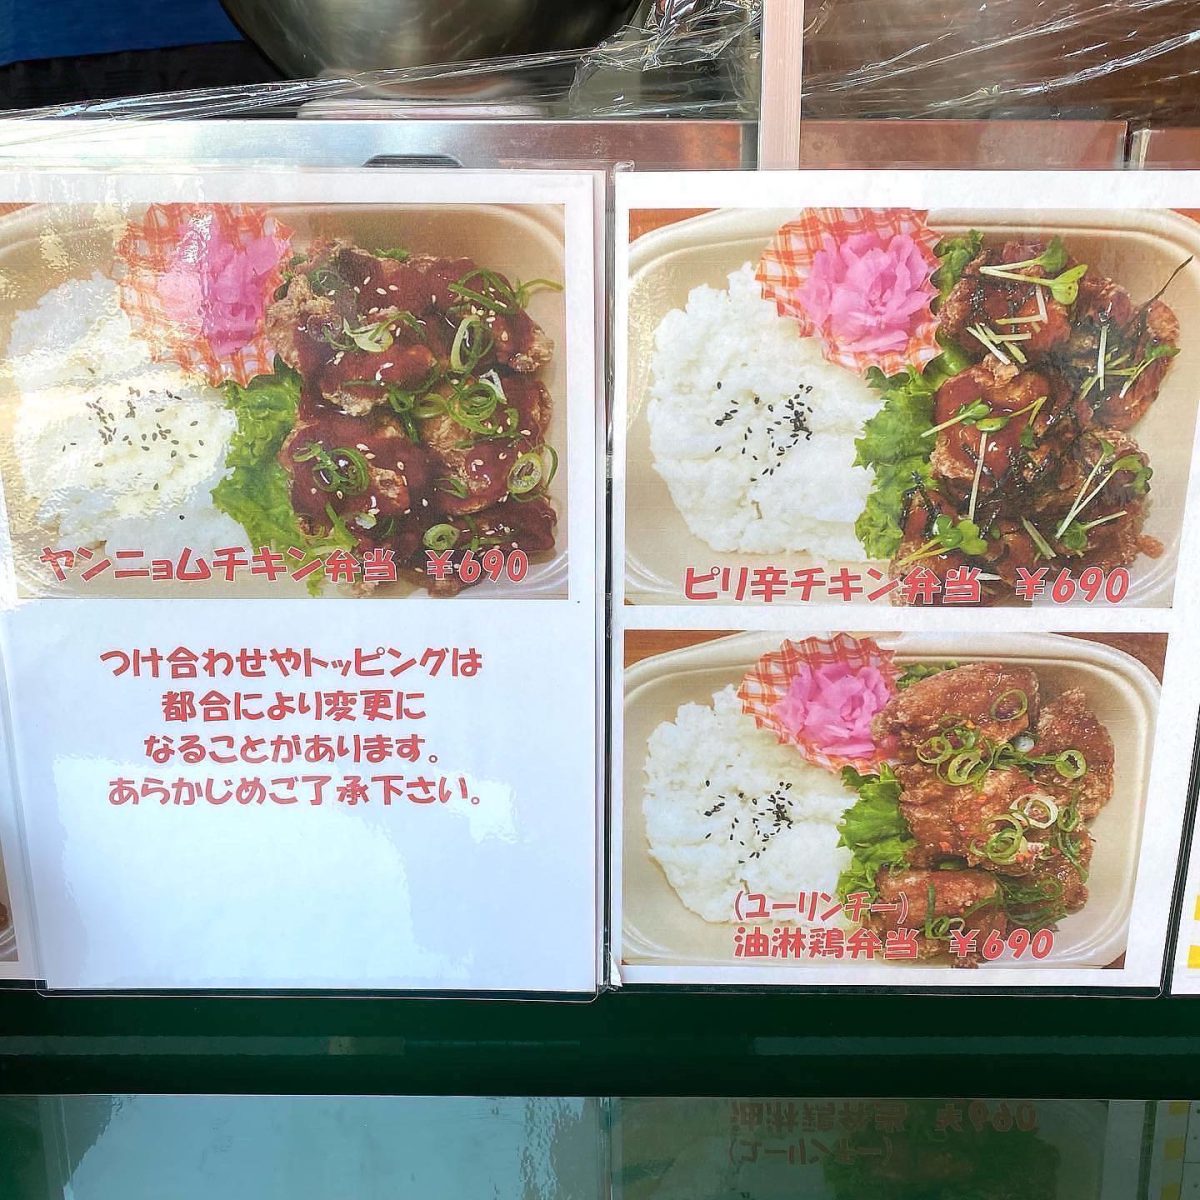 ヤンニョムチキン弁当 ¥690
つけ合わせやトッピングは
都合により変更に
なることがあります。
あらかじめご了承下さい。
ピリ辛チキン弁当 ¥690
(ユーリンチー)
油淋鶏弁当 ¥690